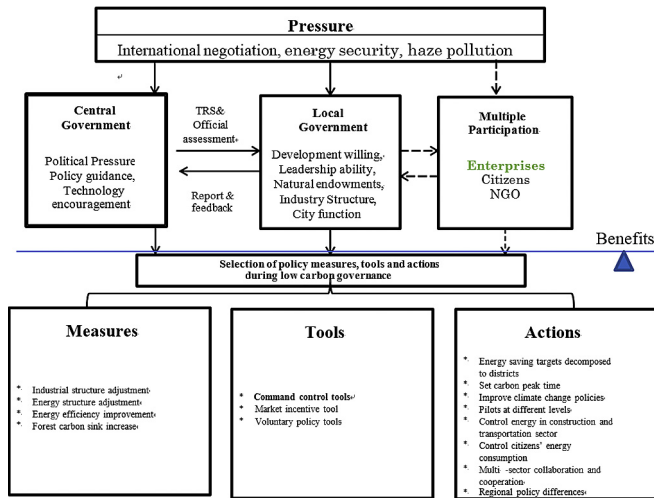 Pressure
International negotiation, energy security, haze pollution
Central
Government
Political Pressure
Policy guidance,
Technology
encouragement
TRS&
Official
assessment
Report &
feedback
Local
Government
Development willing,
Leadership ability,
Natural endowments,
Industry Structure,
City function
Multiple
Participation
Enterprises
Citizens
NGO
Benefits
Selection of policy measures, tools and actions
during low carbon governance
Measures
* Industrial structure adjustment
* Energy structure adjustment
* Energy efficiency improvement
* Forest carbon sink increase
Tools
* Command control tools
* Market incentive tool
* Voluntary policy tools
Actions
* Energy saving targets decomposed
to districts
* Set carbon peak time
* Improve climate change policies
* Pilots at different levels
* Control energy in construction and
transportation sector
* Control citizens' energy
consumption
* Multi -sector collaboration and
cooperation
* Regional policy differences